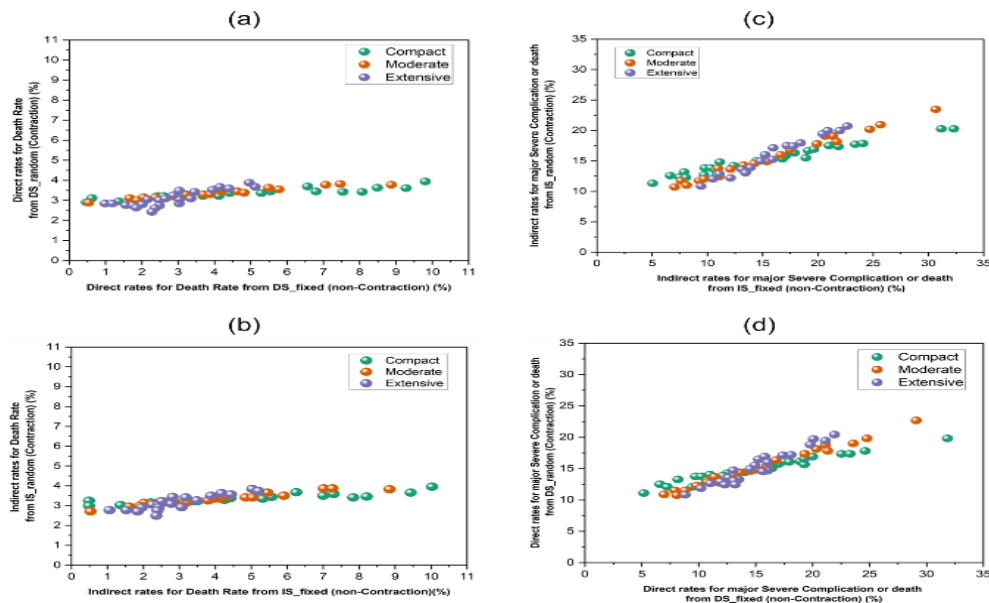 (a)
Direct rates for Death Rate
from DS_random (Contraction) (%)
11
10
9
8
7
6
5
4
3
2
1
0
Compact
Moderate
Extensive
0 1 2 3 4 5 6 7 8 9 10 11
Direct rates for Death Rate from DS_fixed (non-Contraction) (%)
(c)
Indirect rates for major Severe Complication or death
from IS_random (Contraction) (%)
35
30
25
20
15
10
5
0
Compact
Moderate
Extensive
0 5 10 15 20 25 30 35
Indirect rates for major Severe Complication or death
from IS_fixed (non-Contraction) (%)
(b)
Indirect rates for Death Rate
from IS_random (Contraction) (%)
11
10
9
8
7
6
5
4
3
2
1
0
Compact
Moderate
Extensive
0 1 2 3 4 5 6 7 8 9 10 11
Indirect rates for Death Rate from IS_fixed (non-Contraction)(%)
(d)
Direct rates for major Severe Complication or death
from DS_random (Contraction) (%)
35
30
25
20
15
10
5
0
Compact
Moderate
Extensive
0 5 10 15 20 25 30 35
Direct rates for major Severe Complication or death
from DS_fixed (non-Contraction) (%)